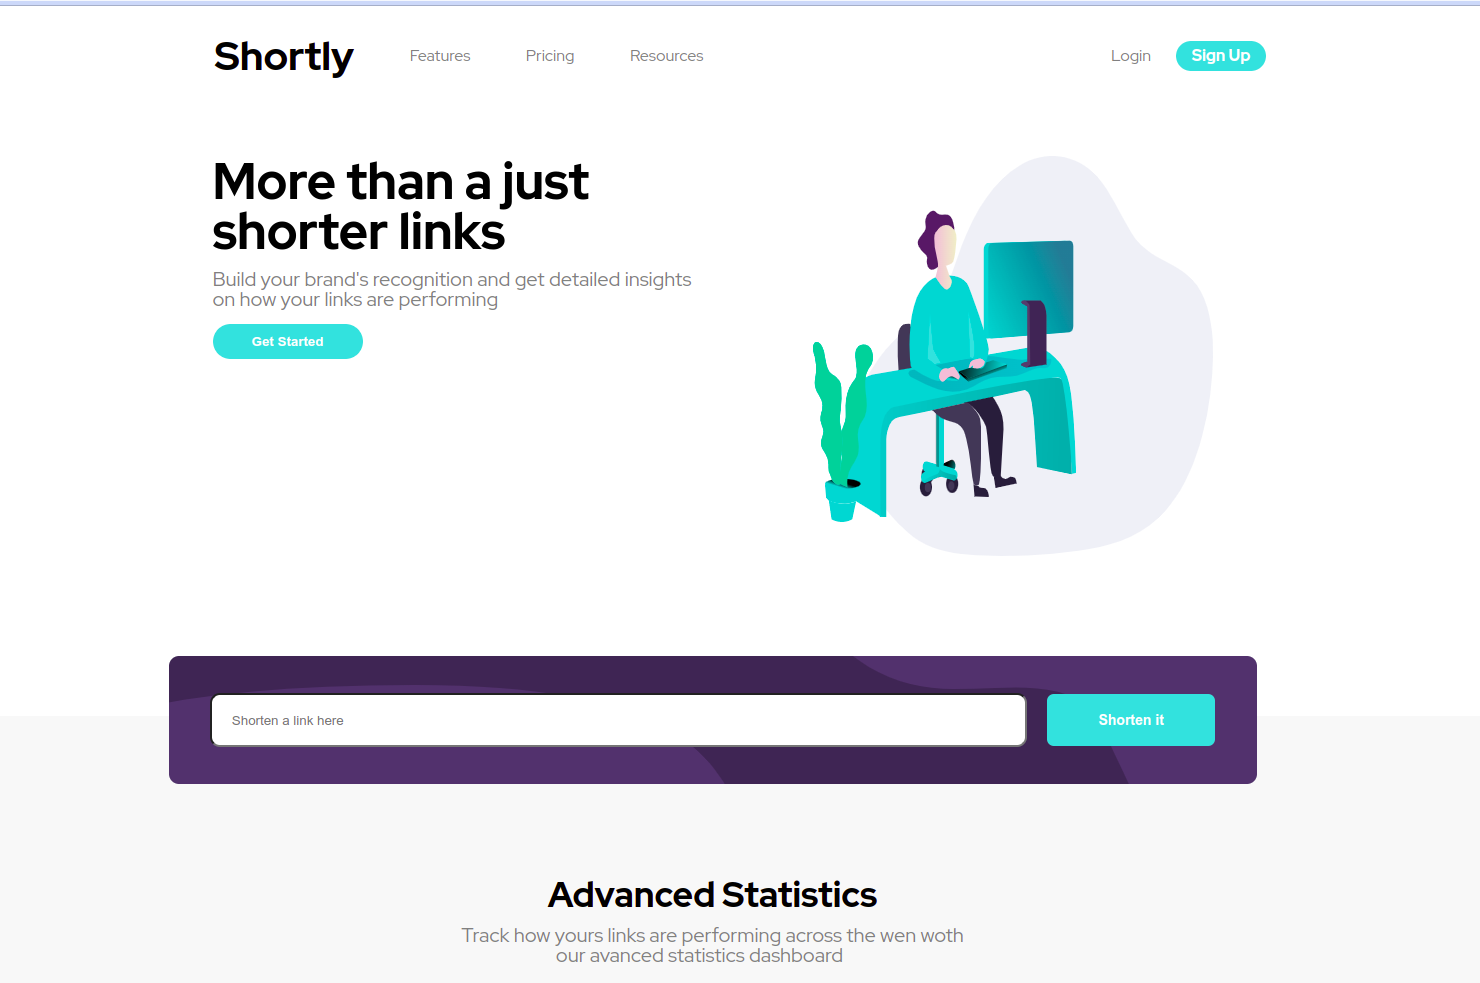 Shortly Features Pricing Resources Login Sign Up
More than a just
shorter links
Build your brand's recognition and get detailed insights
on how your links are performing
Get Started
Shorten a link here Shorten it
Advanced Statistics
Track how yours links are performing across the wen woth
our avanced statistics dashboard